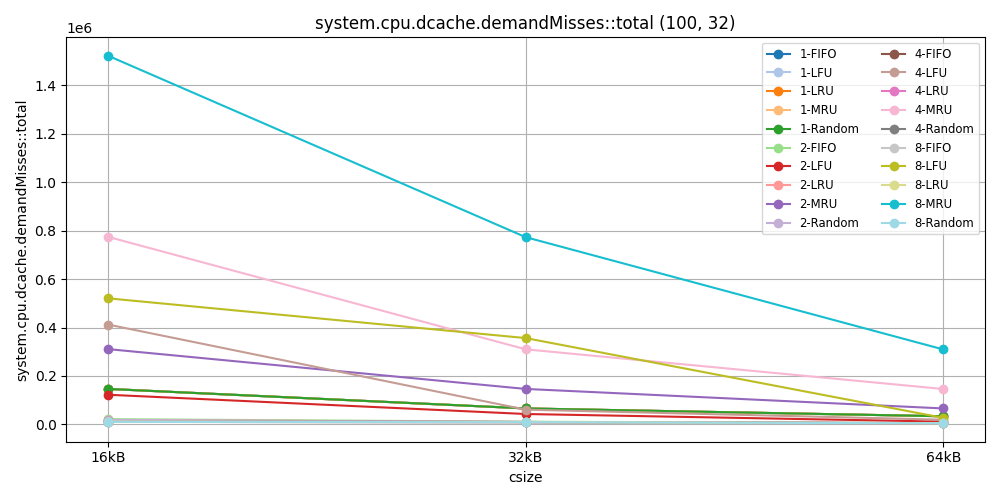 system.cpu.dcache.demandMisses::total (100, 32)
1e6
system.cpu.dcache.demandMisses::total
1.4
1.2
1.0
0.8
0.6
0.4
0.2
0.0
1-FIFO
1-LFU
1-LRU
1-MRU
1-Random
2-FIFO
2-LFU
2-LRU
2-MRU
2-Random
4-FIFO
4-LFU
4-LRU
4-MRU
4-Random
8-FIFO
8-LFU
8-LRU
8-MRU
8-Random
16kB
32kB
64kB
csize